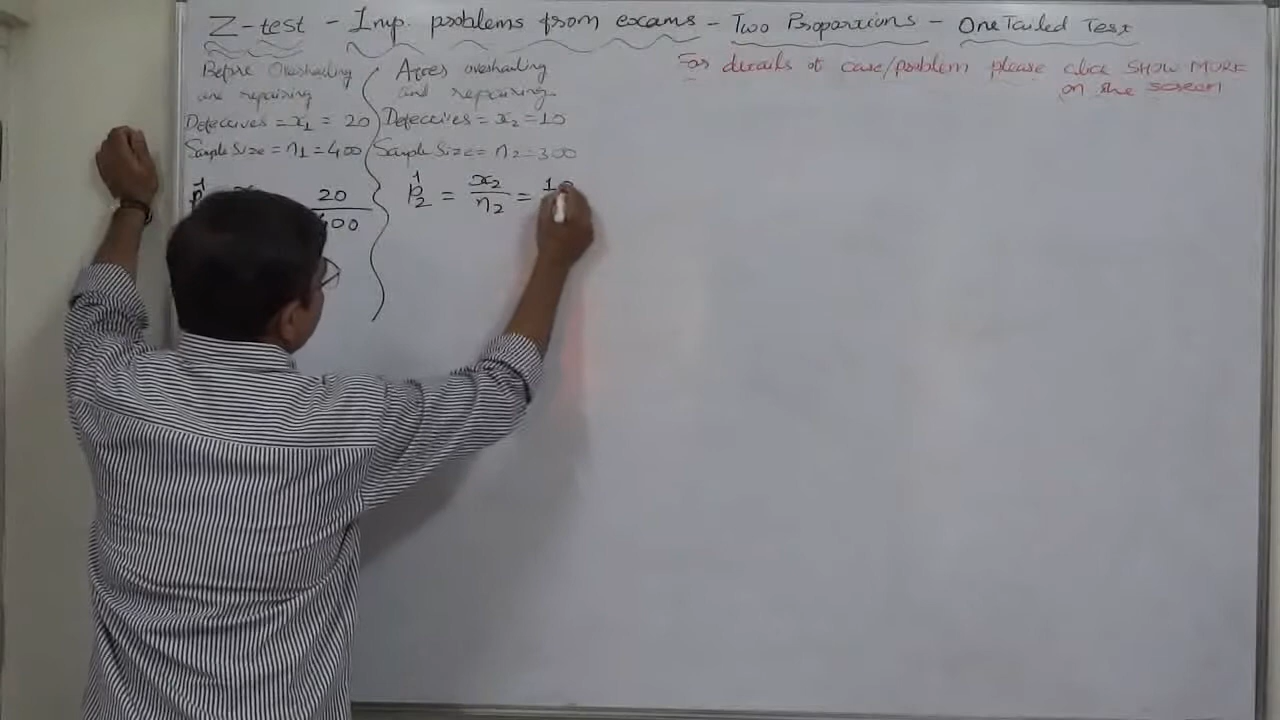 Z-test - Imp. problems from exams - Two Proportions - One Tailed Test
For details of case/problem please click SHOW MORE
on the screen
Before Overhauling
and repairing
Defectives = x₁ = 20
Sample Size = n₁ = 400
20
400
After overhauling
and repairing.
Defectives = x₂ = 10
Sample Size = n₂ = 300
p̂₂ = x₂/n₂ = 10